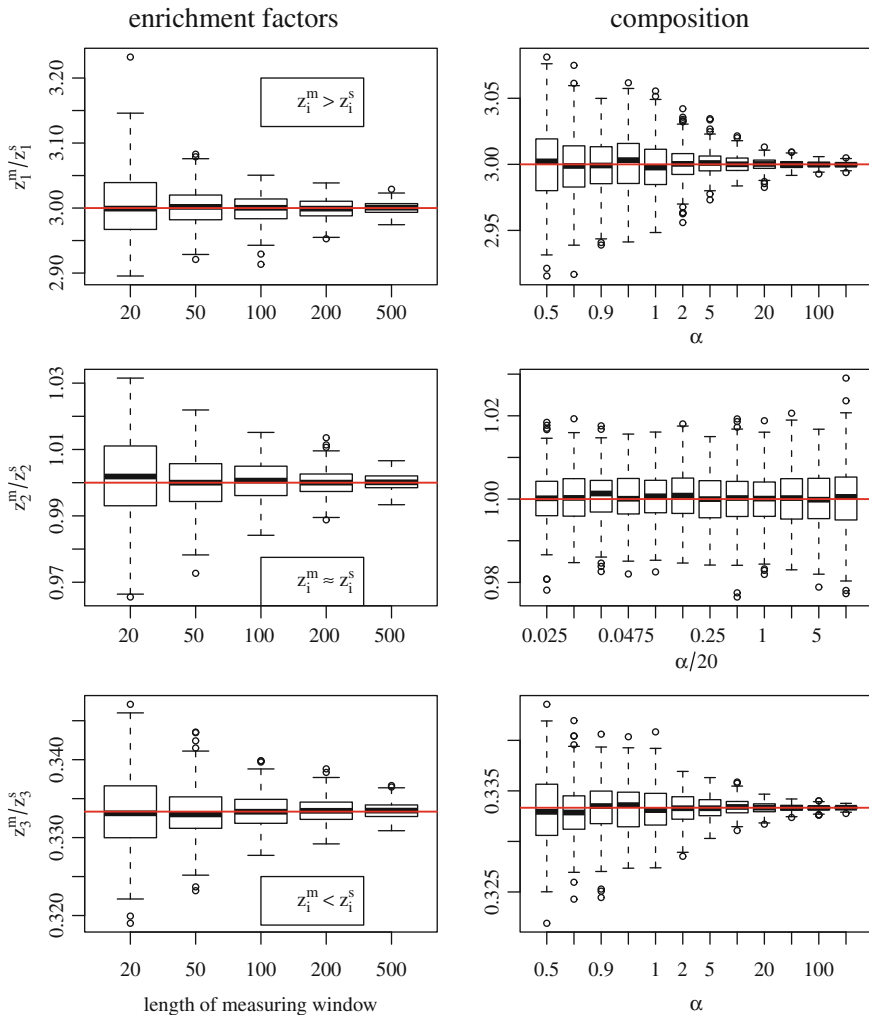 enrichment factors composition
z₁ᵐ/z₁ˢ
3.20
3.10
3.00
2.90
zᵢᵐ > zᵢˢ
20 50 100 200 500
3.05
3.00
2.95
0.5 0.9 1 2 5 20 100
α
z₂ᵐ/z₂ˢ
1.03
1.01
0.99
0.97
zᵢᵐ ≈ zᵢˢ
20 50 100 200 500
1.02
1.00
0.98
0.025 0.0475 0.25 1 5
α/20
z₃ᵐ/z₃ˢ
0.340
0.330
0.320
zᵢᵐ < zᵢˢ
20 50 100 200 500
length of measuring window
0.335
0.325
0.5 0.9 1 2 5 20 100
α